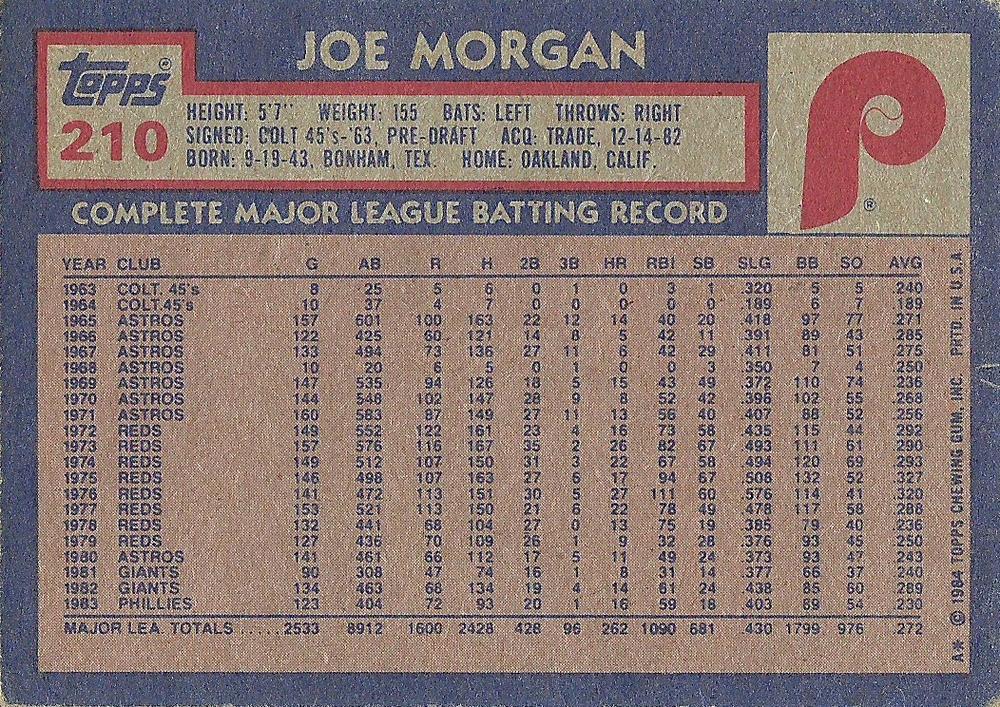 JOE MORGAN
Topps®
210
HEIGHT: 5'7" WEIGHT: 155 BATS: LEFT THROWS: RIGHT
SIGNED: COLT 45's-'63, PRE-DRAFT ACQ: TRADE, 12-14-82
BORN: 9-19-43, BONHAM, TEX. HOME: OAKLAND, CALIF.
P ®
COMPLETE MAJOR LEAGUE BATTING RECORD
YEAR CLUB G AB R H 2B 3B HR RBI SB SLG BB SO AVG
1963 COLT. 45's 8 25 5 6 0 1 0 3 1 .320 5 5 .240
1964 COLT.45's 10 37 4 7 0 0 0 0 0 .189 6 7 .189
1965 ASTROS 157 601 100 163 22 12 14 40 20 .418 97 77 .271
1966 ASTROS 122 425 60 121 14 8 5 42 11 .391 89 43 .285
1967 ASTROS 133 494 73 136 27 11 6 42 29 .411 81 51 .275
1968 ASTROS 10 20 6 5 0 1 0 0 3 .350 7 4 .250
1969 ASTROS 147 535 94 126 18 5 15 43 49 .372 110 74 .236
1970 ASTROS 144 548 102 147 28 9 8 52 42 .396 102 55 .268
1971 ASTROS 160 583 87 149 27 11 13 56 40 .407 88 52 .256
1972 REDS 149 552 122 161 23 4 16 73 58 .435 115 44 .292
1973 REDS 157 576 116 167 35 2 26 82 67 .493 111 61 .290
1974 REDS 149 512 107 150 31 3 22 67 58 .494 120 69 .293
1975 REDS 146 498 107 163 27 6 17 94 67 .508 132 52 .327
1976 REDS 141 472 113 151 30 5 27 111 60 .576 114 41 .320
1977 REDS 153 521 113 150 21 6 22 78 49 .478 117 58 .288
1978 REDS 132 441 68 104 27 0 13 75 19 .385 79 40 .236
1979 REDS 127 436 70 109 26 1 9 32 28 .376 93 45 .250
1980 ASTROS 141 461 66 112 17 5 11 49 24 .373 93 47 .243
1981 GIANTS 90 308 47 74 16 1 8 31 14 .377 66 37 .240
1982 GIANTS 134 463 68 134 19 4 14 61 24 .438 85 60 .289
1983 PHILLIES 123 404 72 93 20 1 16 59 18 .403 89 54 .230
MAJOR LEA. TOTALS ..... 2533 8912 1600 2428 428 96 262 1090 681 .430 1799 976 .272
A* © 1984 TOPPS CHEWING GUM, INC. PRTD. IN U.S.A.